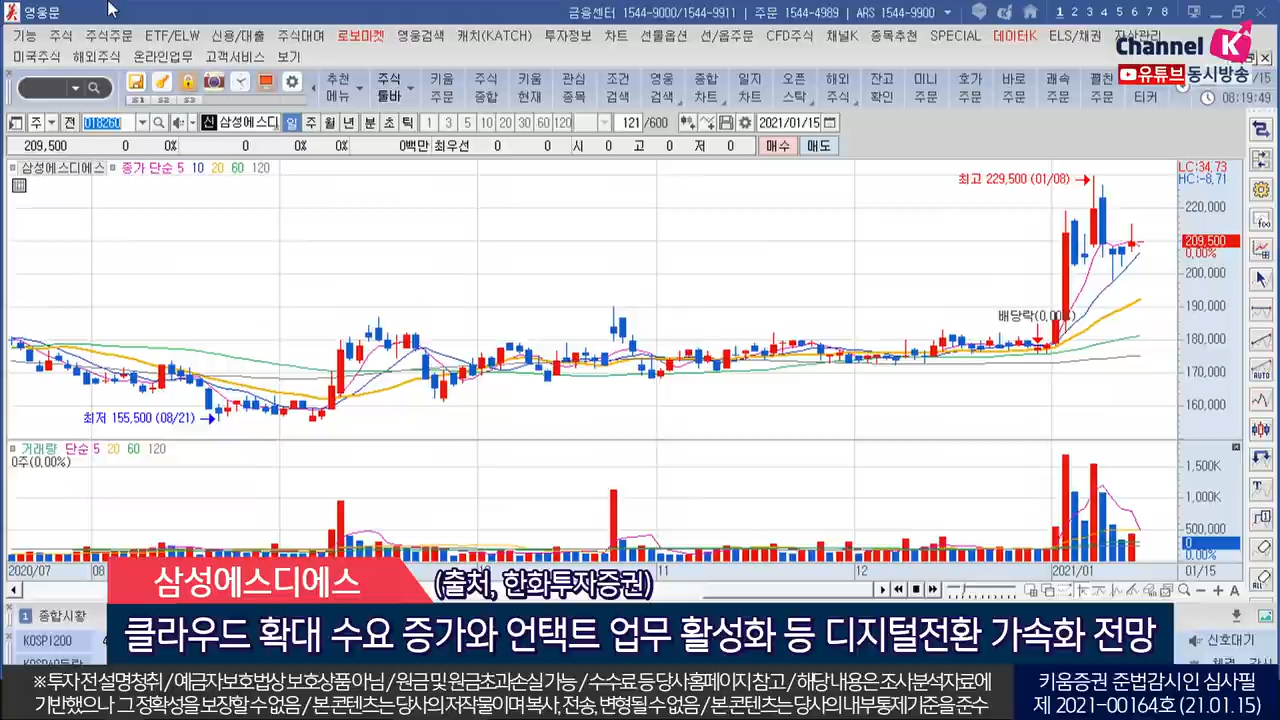 영웅문
금융센터 1544-9000/1544-9911 | 주문 1544-4989 | ARS 1544-9900
1 2 3 4 5 6 7 8
기능 주식 주식주문 ETF/ELW 신용/대출 주식대여 로보마켓 영웅검색 캐치(KATCH) 투자정보 차트 선물옵션 선/옵주문 CFD주식 채널K 종목추천 SPECIAL 데이터K ELS/채권 자산관리
미국주식 해외주식 온라인업무 고객서비스 보기
Channel K
유튜브 동시방송
추천 주식 키움 주식 키움 관심 조건 영웅 종합 일지 오픈 해외 잔고 미니 호가 바로 쾌속 플찬
메뉴 툴바 주문 종합 현재 종목 검색 검색 차트 차트 스탁 주식 확인 주문 주문 주문 주문 주문 티커
S1 S2 S3
08:19:49
주 전 018260 신 삼성에스디 일 주 월 년 분 초 틱 1 3 5 10 20 30 60 120 121 /600 2021/01/15
209,500 0 0% 0 0% 0% 0백만 최우선 0 0 시 0 고 0 저 0 매수 매도
삼성에스디에스 종가 단순 5 10 20 60 120
LC:34,73
HC:-8,71
최고 229,500 (01/08)
220,000
209,500
0,00%
200,000
190,000
배당락(0,00%)
180,000
170,000
160,000
최저 155,500 (08/21)
거래량 단순 5 20 60 120
0주(0,00%)
1,500K
1,000K
500,000
0
0,00%
2020/07 08 10 11 12 2021/01 01/15
AUTO
ALL
삼성에스디에스
(출처, 한화투자증권)
1 종합시황
KOSPI200
신호대기
클라우드 확대 수요 증가와 언택트 업무 활성화 등 디지털전환 가속화 전망
※ 투자 전 설명청취 / 예금자보호법상 보호상품 아님 / 원금 및 원금초과손실 가능 / 수수료 등 당사 홈페이지 참고 / 해당 내용은 조사분석자료에
기반했으나 그 정확성을 보장할 수 없음 / 본 콘텐츠는 당사의 저작물이며 복사, 전송, 변형될 수 없음 / 본 콘텐츠는 당사의 내부통제기준을 준수
키움증권 준법감시인 심사필
제 2021-00164호 (21.01.15)